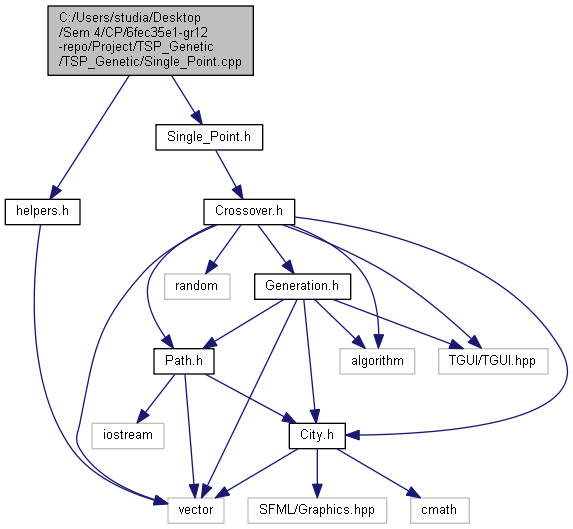 C:/Users/studia/Desktop
/Sem 4/CP/6fec35e1-gr12
-repo/Project/TSP_Genetic
/TSP_Genetic/Single_Point.cpp
Single_Point.h
helpers.h
Crossover.h
random
Generation.h
Path.h
algorithm
TGUI/TGUI.hpp
iostream
City.h
vector
SFML/Graphics.hpp
cmath